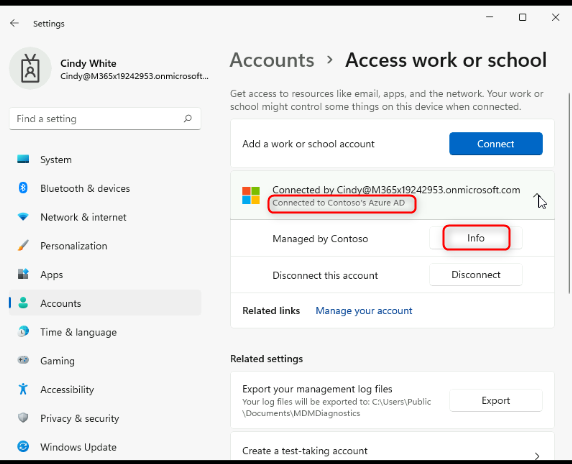 Settings
Cindy White
Cindy@M365x19242953.onmicrosoft...
Find a setting
System
Bluetooth & devices
Network & internet
Personalization
Apps
Accounts
Time & language
Gaming
Accessibility
Privacy & security
Windows Update
Accounts > Access work or school
Get access to resources like email, apps, and the network. Your work or
school might control some things on this device when connected.
Add a work or school account
Connect
Connected by Cindy@M365x19242953.onmicrosoft.com
Connected to Contoso's Azure AD
Managed by Contoso
Info
Disconnect this account
Disconnect
Related links Manage your account
Related settings
Export your management log files
Your log files will be exported to: C:\Users\Public
\Documents\MDMDiagnostics
Export
Create a test-taking account